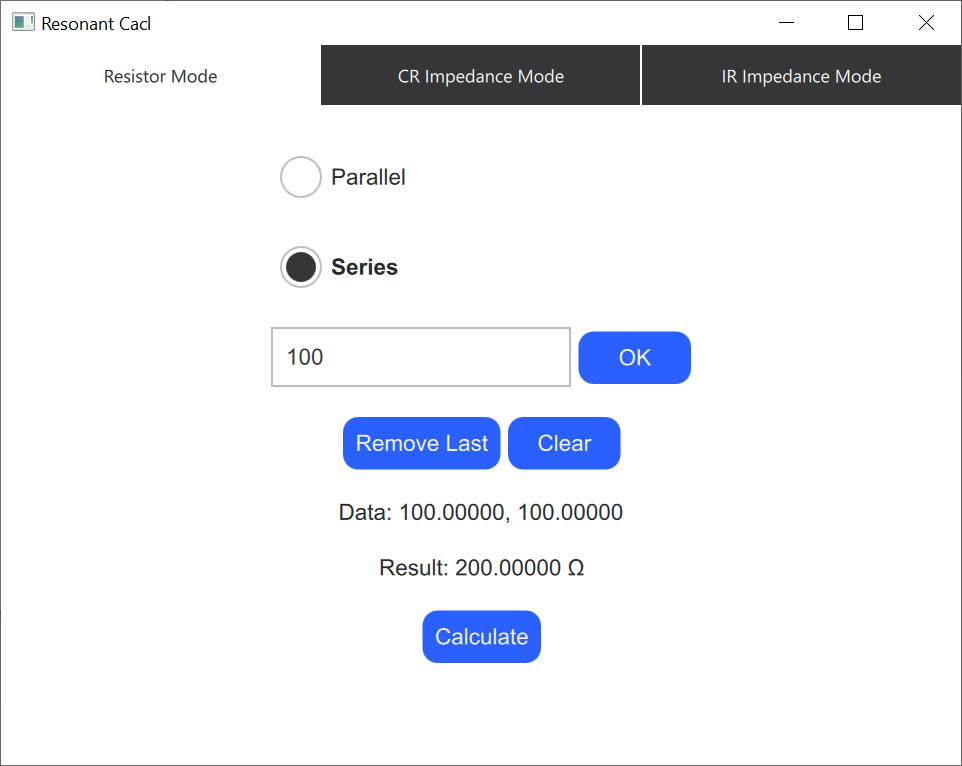 Resonant Cacl
Resistor Mode CR Impedance Mode IR Impedance Mode
Parallel
Series
100 OK
Remove Last Clear
Data: 100.00000, 100.00000
Result: 200.00000 Ω
Calculate